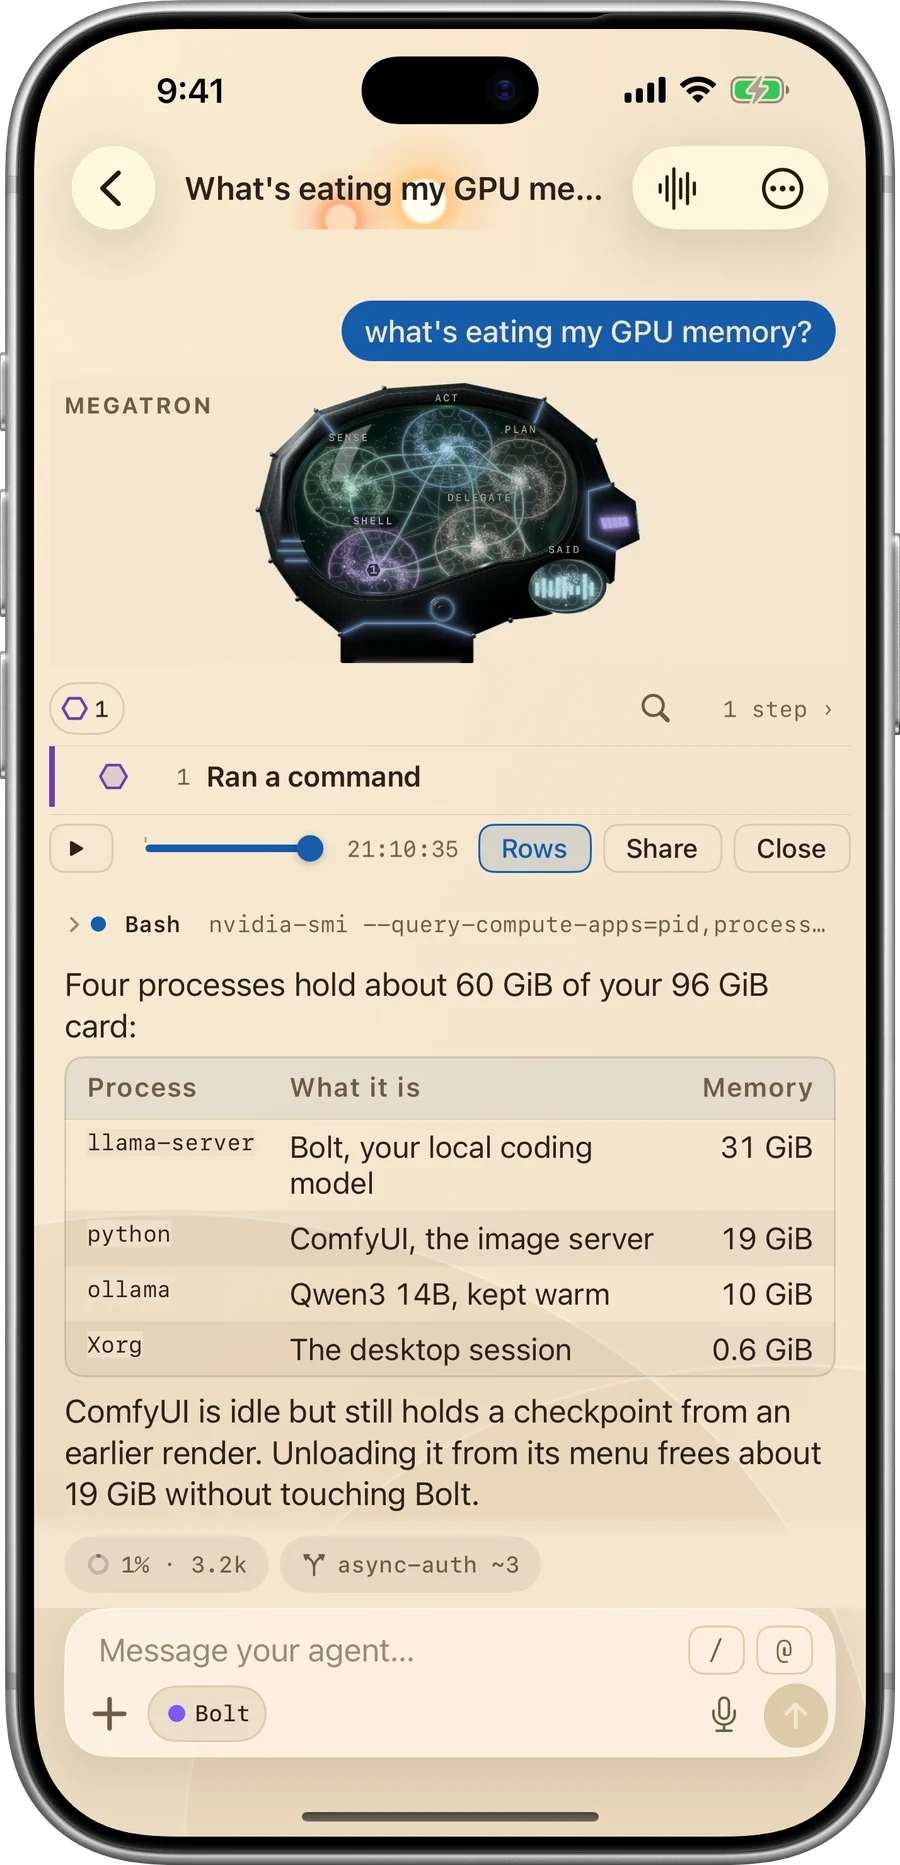 9:41
What's eating my GPU me...
what's eating my GPU memory?
MEGATRON
ACT
SENSE
PLAN
DELEGATE
SHELL
1
SAID
1
1 step ›
1 Ran a command
21:10:35 Rows Share Close
Bash nvidia-smi --query-compute-apps=pid,process…
Four processes hold about 60 GiB of your 96 GiB
card:
Process What it is Memory
llama-server Bolt, your local coding 31 GiB
model
python ComfyUI, the image server 19 GiB
ollama Qwen3 14B, kept warm 10 GiB
Xorg The desktop session 0.6 GiB
ComfyUI is idle but still holds a checkpoint from an
earlier render. Unloading it from its menu frees about
19 GiB without touching Bolt.
1% · 3.2k async-auth ~3
Message your agent... / @
Bolt